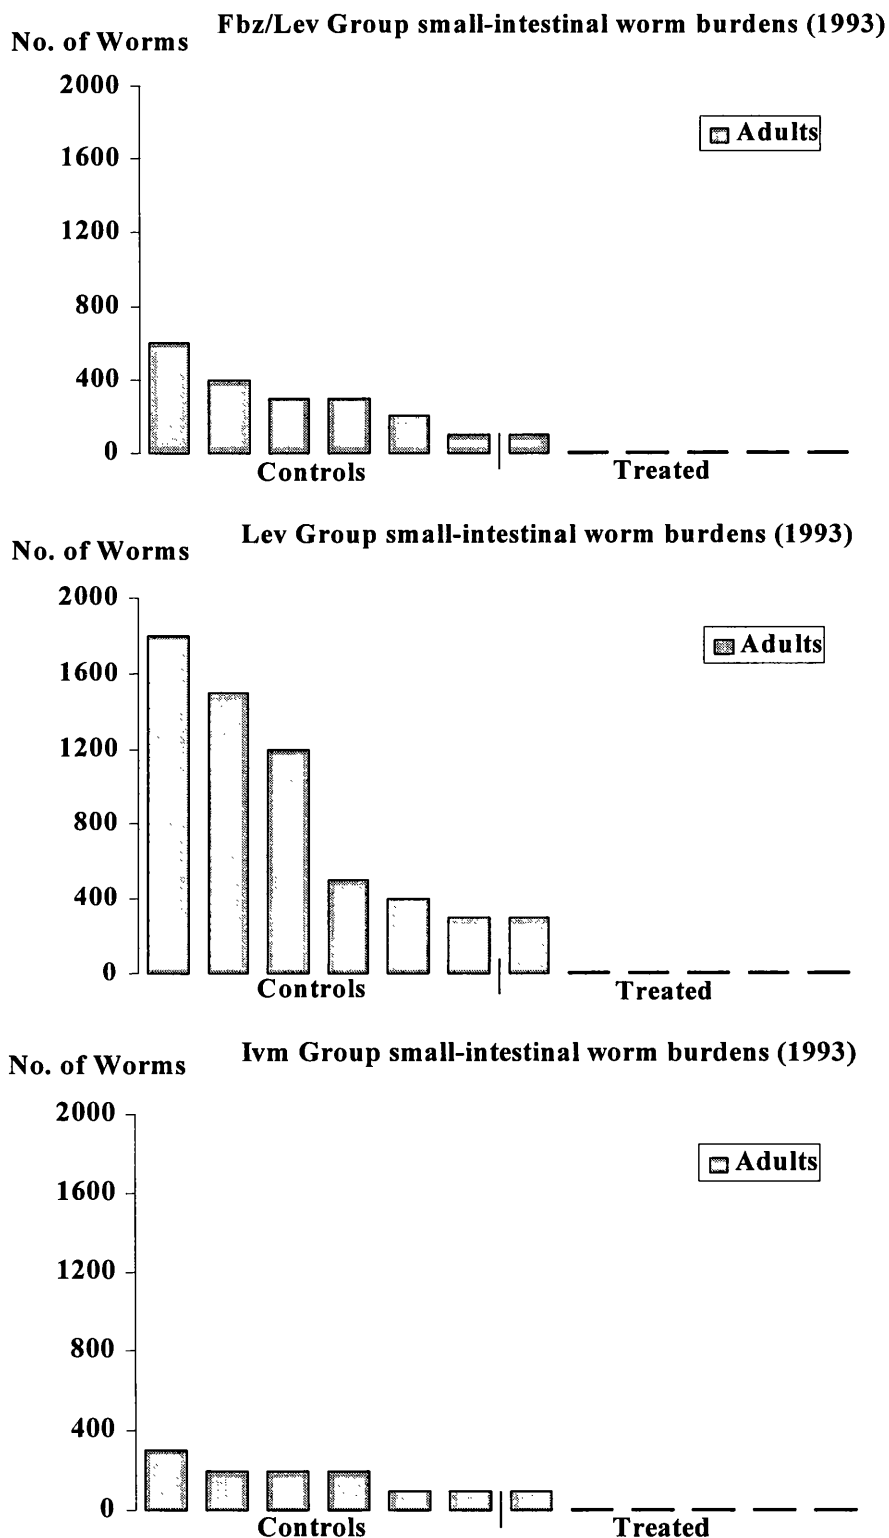 Fbz/Lev Group small-intestinal worm burdens (1993)
No. of Worms
2000
Adults
1600
1200
800
400
0
Controls Treated
Lev Group small-intestinal worm burdens (1993)
No. of Worms
2000
Adults
1600
1200
800
400
0
Controls Treated
Ivm Group small-intestinal worm burdens (1993)
No. of Worms
2000
Adults
1600
1200
800
400
0
Controls Treated